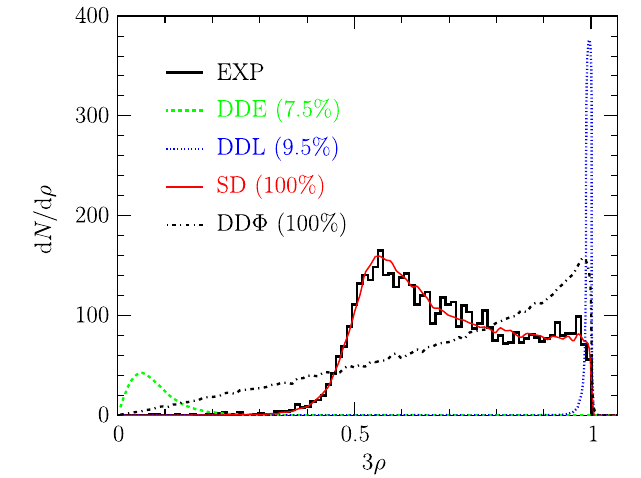 400
300
200
100
0
dN/dρ
EXP
DDE (7.5%)
DDL (9.5%)
SD (100%)
DDΦ (100%)
0
0.5
1
3ρ